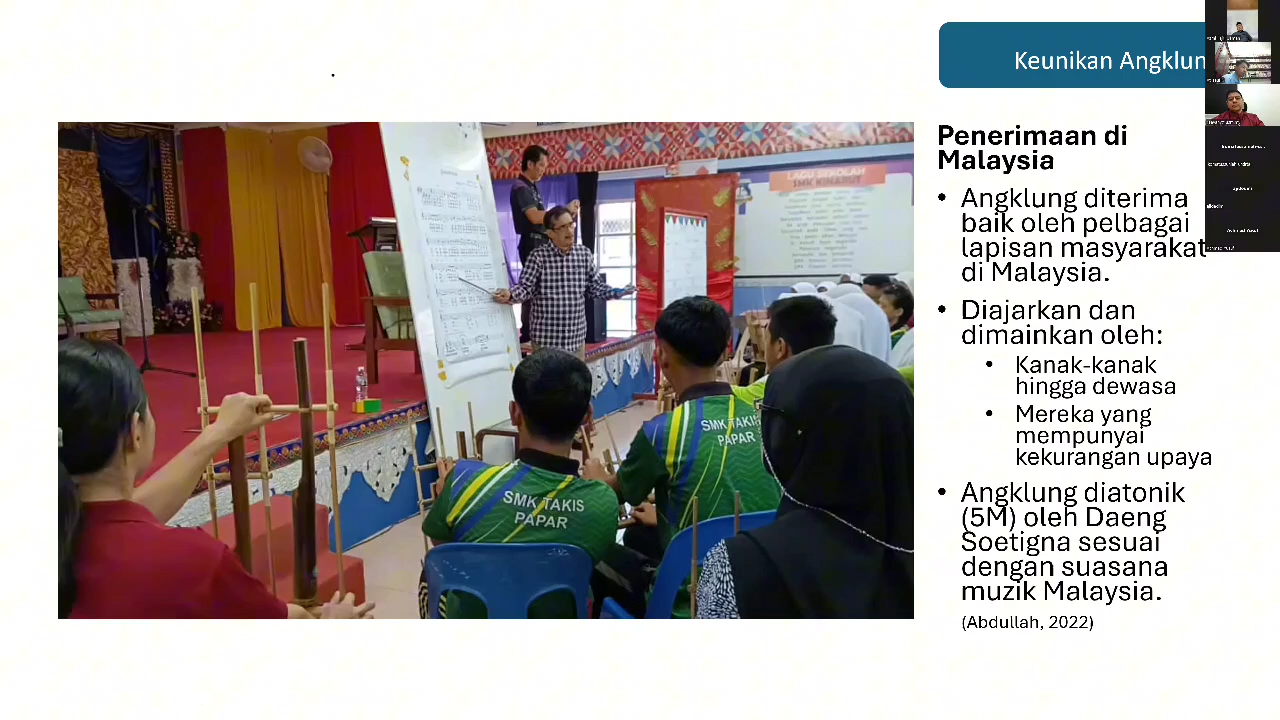 Keunikan Angklun
Penerimaan di
Malaysia
• Angklung diterima
baik oleh pelbagai
lapisan masyarakat
di Malaysia.
• Diajarkan dan
dimainkan oleh:
• Kanak-kanak
hingga dewasa
• Mereka yang
mempunyai
kekurangan upaya
• Angklung diatonik
(5M) oleh Daeng
Soetigna sesuai
dengan suasana
muzik Malaysia.
(Abdullah, 2022)
LAGU SEKOLAH
SMK KINARUT
SMK TAKIS
PAPAR
SMK TAKIS
PAPAR